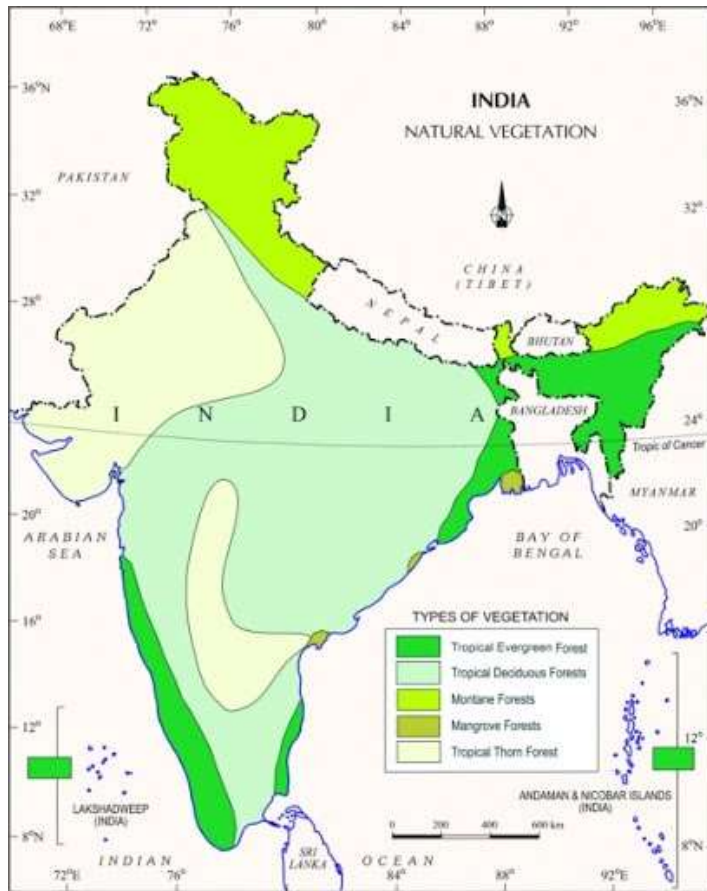 68°E 72° 76° 80° 84° 88° 92° 96°E
36°N 36°N
INDIA
NATURAL VEGETATION
PAKISTAN
N
32° 32°
CHINA
(TIBET)
28° 28°
NEPAL
BHUTAN
INDIA
BANGLADESH
24° 24°
Tropic of Cancer
MYANMAR
20° 20°
ARABIAN
SEA
BAY OF
BENGAL
16°
TYPES OF VEGETATION
Tropical Evergreen Forest
Tropical Deciduous Forests
Montane Forests
Mangrove Forests
Tropical Thorn Forest
12° 12°
LAKSHADWEEP
(INDIA)
ANDAMAN & NICOBAR ISLANDS
(INDIA)
0 200 400 600 km
8°N 8°N
INDIAN OCEAN
SRI
LANKA
72°E 76° 84° 88° 92°E